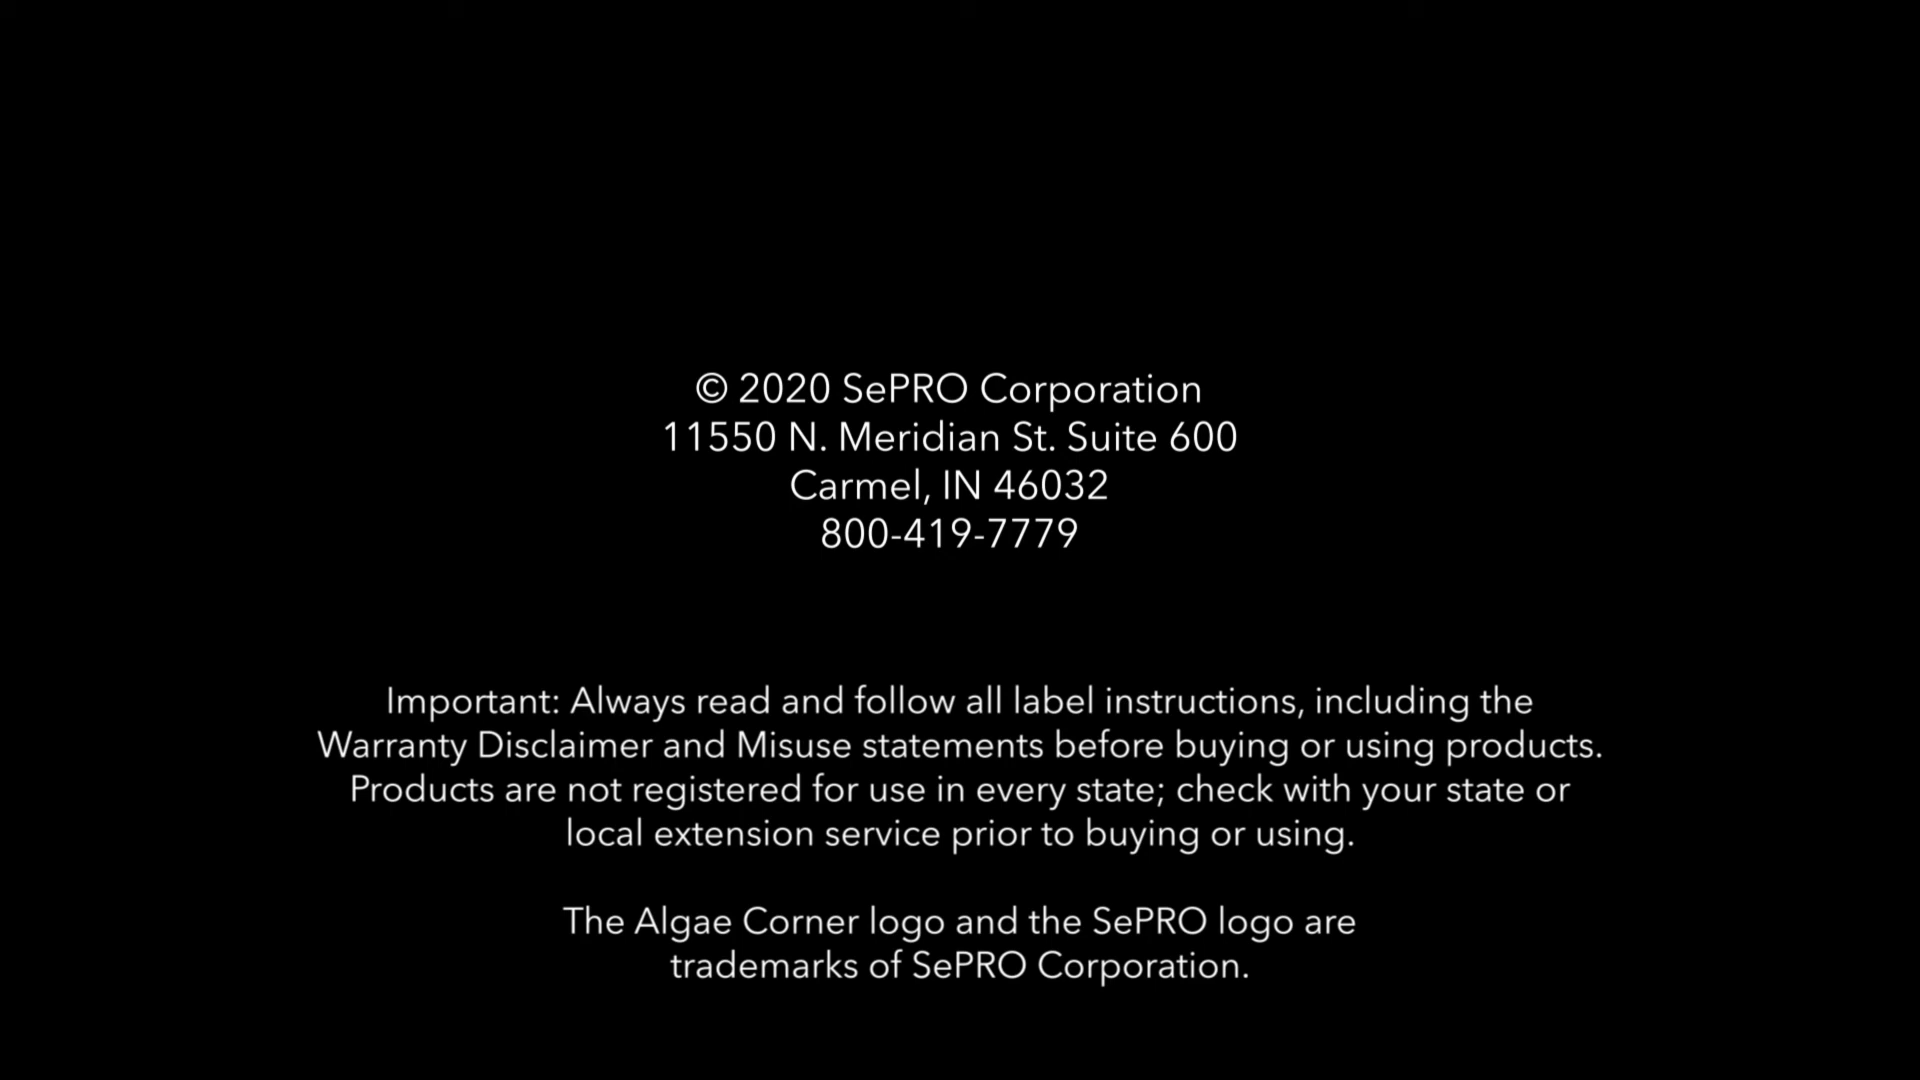 © 2020 SePRO Corporation
11550 N. Meridian St. Suite 600
Carmel, IN 46032
800-419-7779
Important: Always read and follow all label instructions, including the
Warranty Disclaimer and Misuse statements before buying or using products.
Products are not registered for use in every state; check with your state or
local extension service prior to buying or using.
The Algae Corner logo and the SePRO logo are
trademarks of SePRO Corporation.